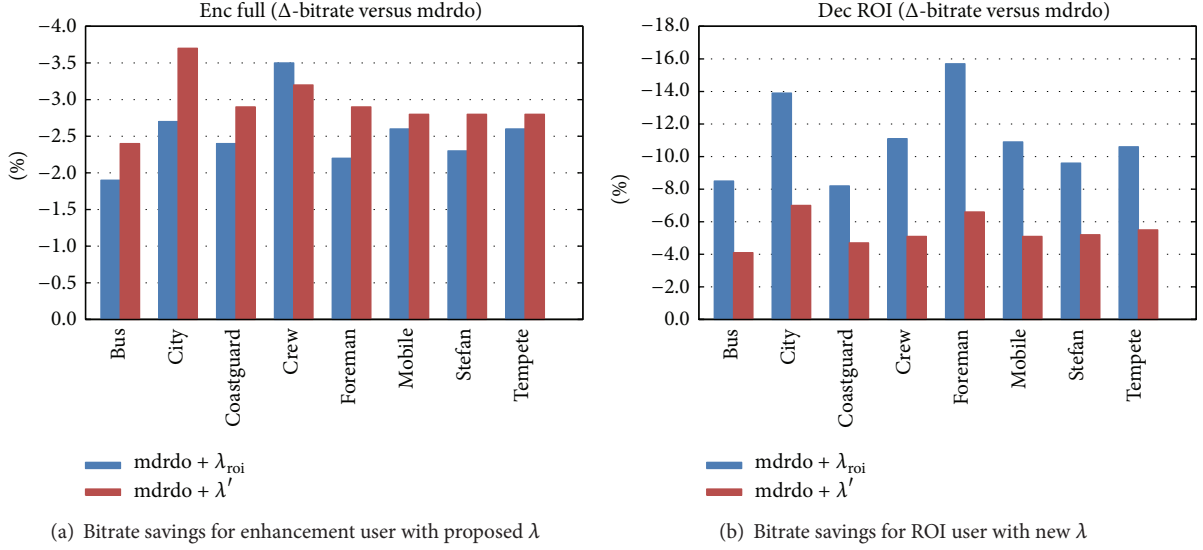 Enc full (Δ-bitrate versus mdrdo)
−4.0
−3.5
−3.0
−2.5
−2.0
−1.5
−1.0
−0.5
0.0
(%)
Bus
City
Coastguard
Crew
Foreman
Mobile
Stefan
Tempete
mdrdo + λroi
mdrdo + λ′
(a) Bitrate savings for enhancement user with proposed λ
Dec ROI (Δ-bitrate versus mdrdo)
−18.0
−16.0
−14.0
−12.0
−10.0
−8.0
−6.0
−4.0
−2.0
0.0
(%)
Bus
City
Coastguard
Crew
Foreman
Mobile
Stefan
Tempete
mdrdo + λroi
mdrdo + λ′
(b) Bitrate savings for ROI user with new λ